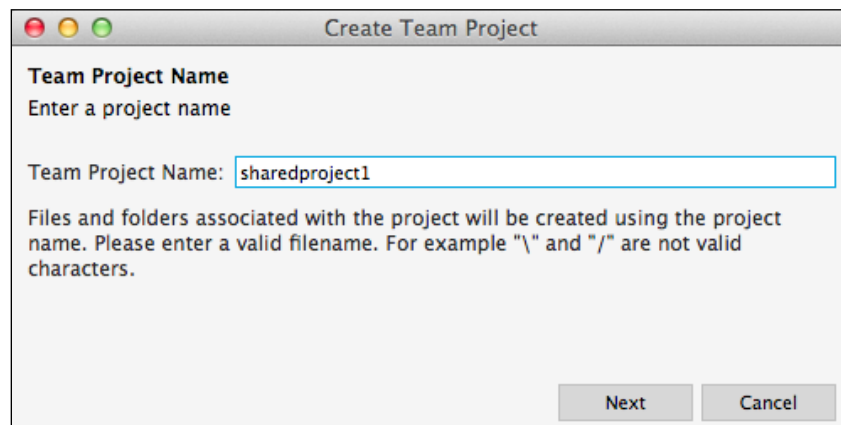 Create Team Project
Team Project Name
Enter a project name
Team Project Name: sharedproject1
Files and folders associated with the project will be created using the project
name. Please enter a valid filename. For example "\" and "/" are not valid
characters.
Next Cancel